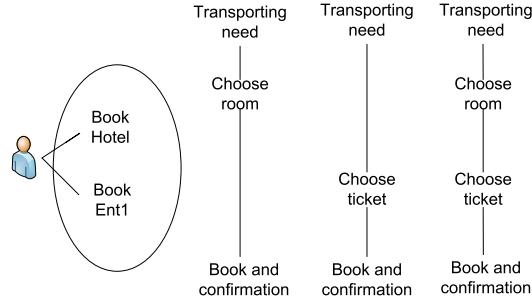 Book
Hotel
Book
Ent1
Transporting
need
Choose
room
Book and
confirmation
Transporting
need
Choose
ticket
Book and
confirmation
Transporting
need
Choose
room
Choose
ticket
Book and
confirmation